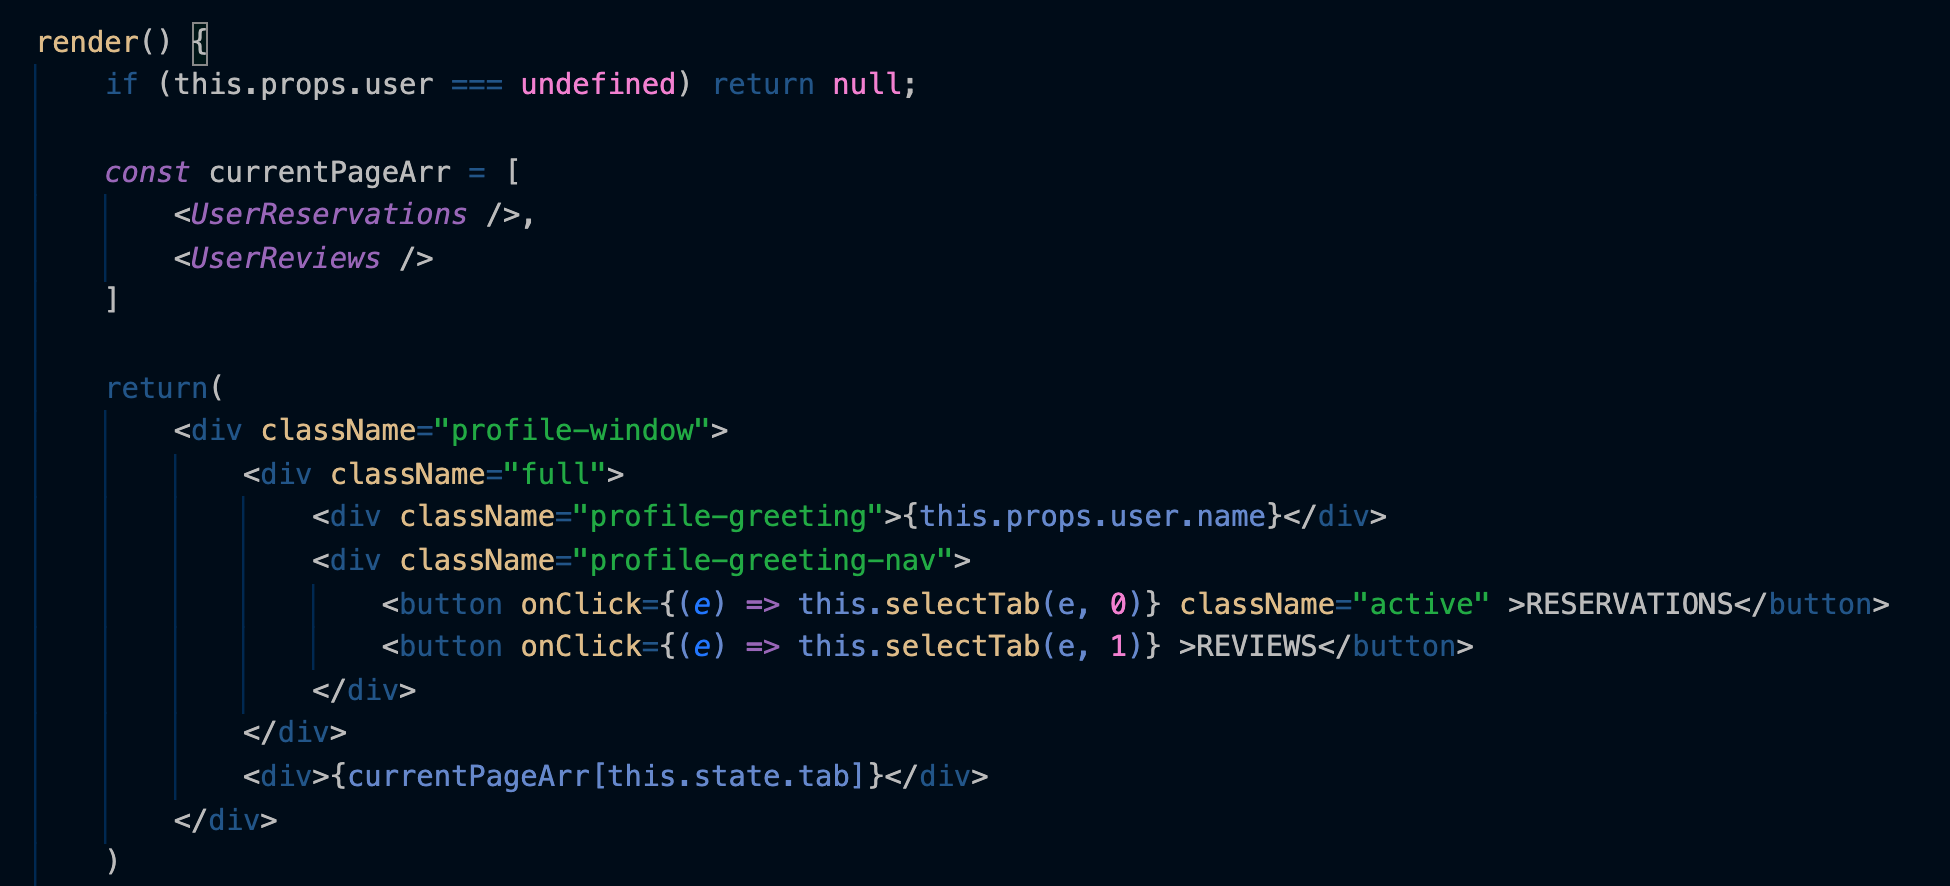 render() {
if (this.props.user === undefined) return null;
const currentPageArr = [
<UserReservations />,
<UserReviews />
]
return(
<div className="profile-window">
<div className="full">
<div className="profile-greeting">{this.props.user.name}</div>
<div className="profile-greeting-nav">
<button onClick={(e) => this.selectTab(e, 0)} className="active" >RESERVATIONS</button>
<button onClick={(e) => this.selectTab(e, 1)} >REVIEWS</button>
</div>
</div>
<div>{currentPageArr[this.state.tab]}</div>
</div>
)